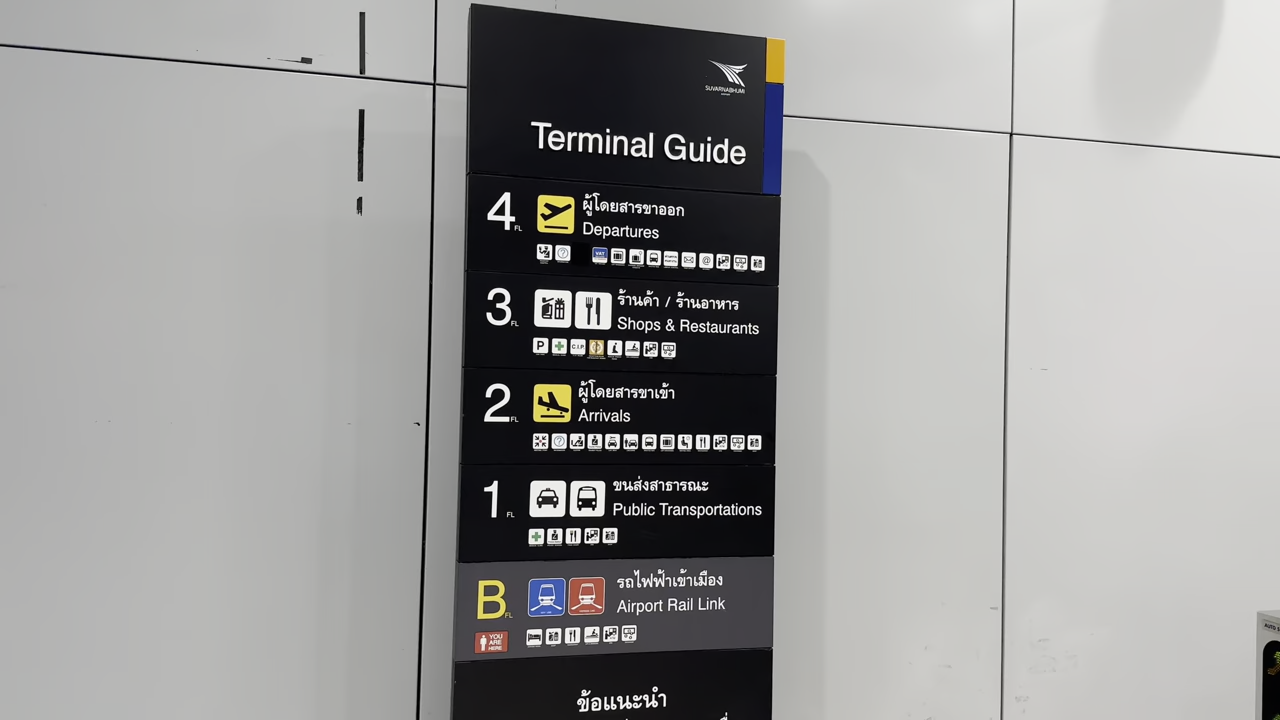 SUVARNABHUMI
AIRPORT
Terminal Guide
4 FL
ผู้โดยสารขาออก
Departures
VAT
3 FL
ร้านค้า / ร้านอาหาร
Shops & Restaurants
P
C.I.P.
2 FL
ผู้โดยสารขาเข้า
Arrivals
1 FL
ขนส่งสาธารณะ
Public Transportations
B FL
รถไฟฟ้าเข้าเมือง
Airport Rail Link
YOU
ARE
HERE
ข้อแนะนำ
AUTO